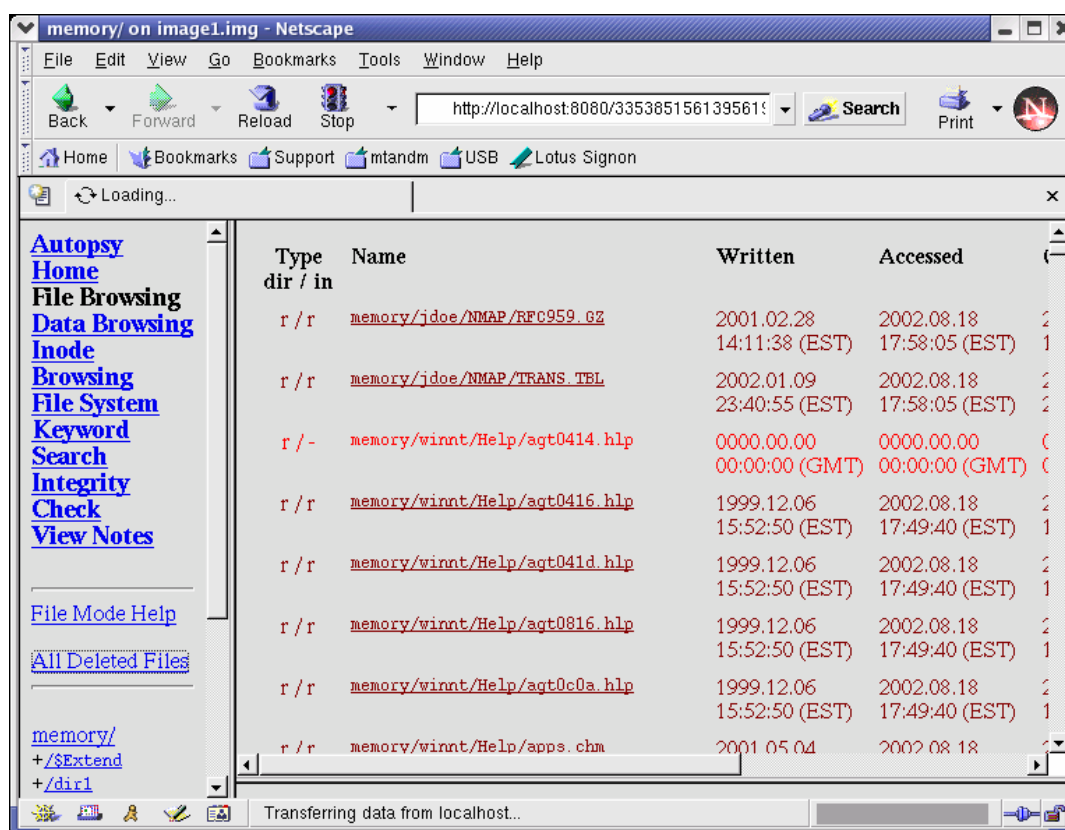 memory/ on image1.img - Netscape
File Edit View Go Bookmarks Tools Window Help
Back Forward Reload Stop http://localhost:8080/3353851561395619 Search Print N
Home Bookmarks Support mtandm USB Lotus Signon
Loading...
Autopsy
Home
File Browsing
Data Browsing
Inode
Browsing
File System
Keyword
Search
Integrity
Check
View Notes
File Mode Help
All Deleted Files
memory/
+/$Extend
+/dir1
Type Name Written Accessed
dir / in
r / r memory/jdoe/NMAP/RFC959.GZ 2001.02.28 2002.08.18
14:11:38 (EST) 17:58:05 (EST)
r / r memory/jdoe/NMAP/TRANS.TBL 2002.01.09 2002.08.18
23:40:55 (EST) 17:58:05 (EST)
r / - memory/winnt/Help/agt0414.hlp 0000.00.00 0000.00.00
00:00:00 (GMT) 00:00:00 (GMT)
r / r memory/winnt/Help/agt0416.hlp 1999.12.06 2002.08.18
15:52:50 (EST) 17:49:40 (EST)
r / r memory/winnt/Help/agt041d.hlp 1999.12.06 2002.08.18
15:52:50 (EST) 17:49:40 (EST)
r / r memory/winnt/Help/agt0816.hlp 1999.12.06 2002.08.18
15:52:50 (EST) 17:49:40 (EST)
r / r memory/winnt/Help/agt0c0a.hlp 1999.12.06 2002.08.18
15:52:50 (EST) 17:49:40 (EST)
r / r memory/winnt/Help/apps.chm 2001.05.04 2002.08.18
Transferring data from localhost...